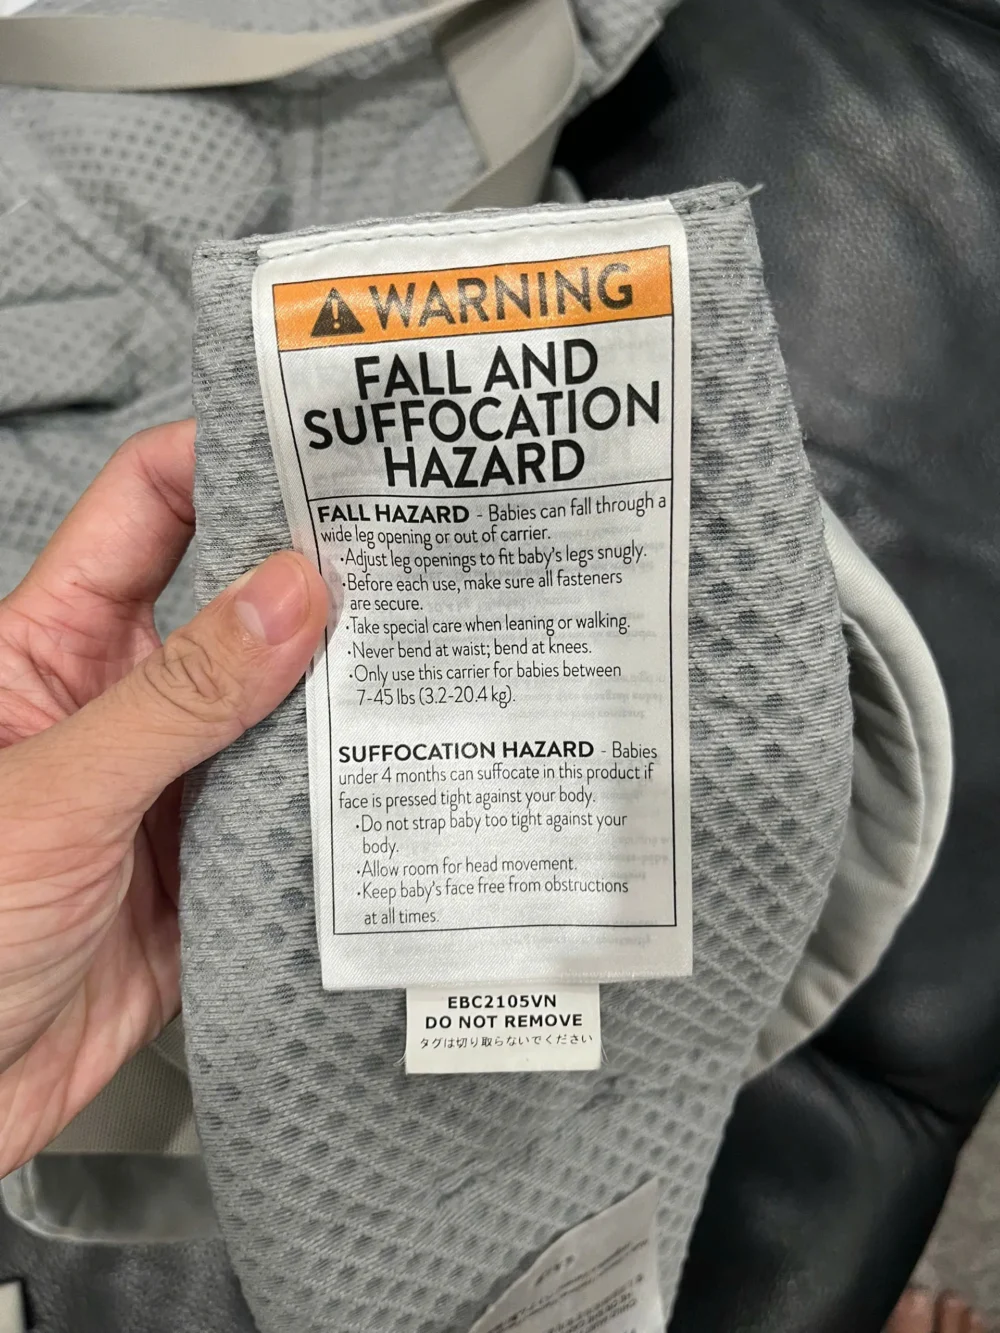 WARNING
FALL AND
SUFFOCATION
HAZARD
FALL HAZARD - Babies can fall through a
wide leg opening or out of carrier.
·Adjust leg openings to fit baby's legs snugly.
·Before each use, make sure all fasteners
are secure.
·Take special care when leaning or walking.
·Never bend at waist; bend at knees.
·Only use this carrier for babies between
7-45 lbs (3.2-20.4 kg).
SUFFOCATION HAZARD - Babies
under 4 months can suffocate in this product if
face is pressed tight against your body.
·Do not strap baby too tight against your
body.
·Allow room for head movement.
·Keep baby's face free from obstructions
at all times.
EBC2105VN
DO NOT REMOVE
タグは切り取らないでください